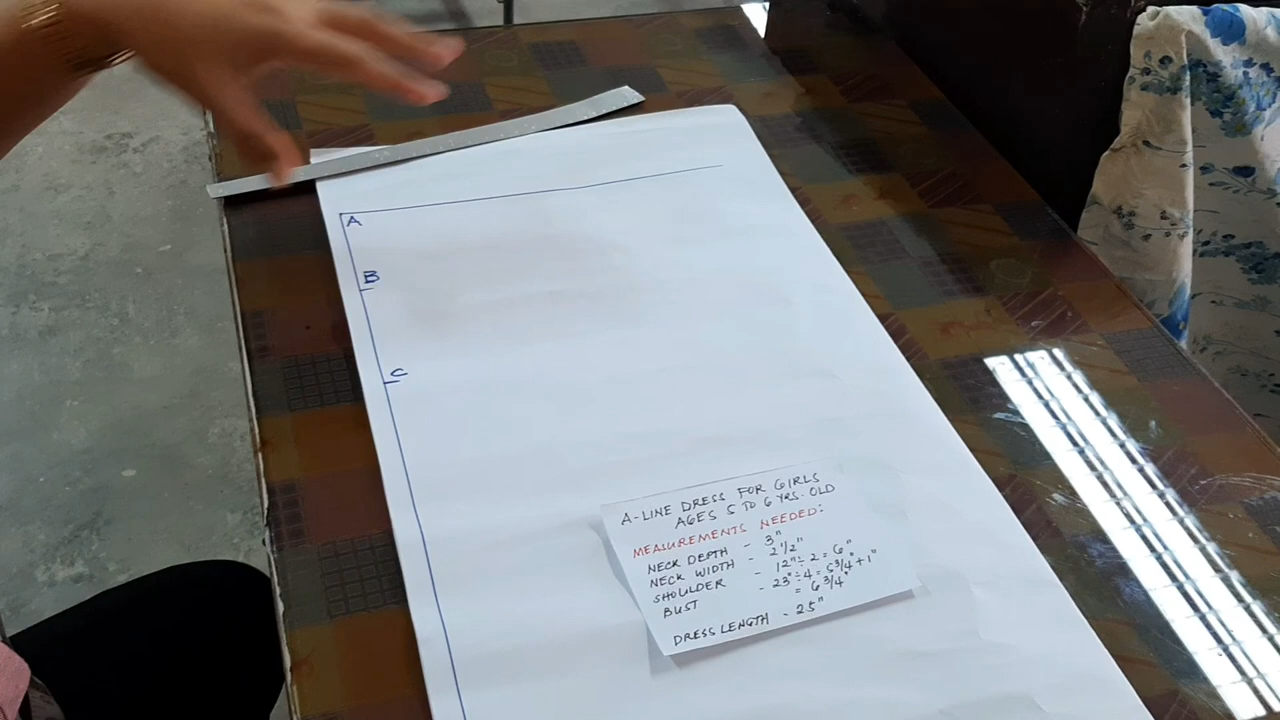 A
B
C
A-LINE DRESS FOR GIRLS
AGES 5 TO 6 YRS. OLD
MEASUREMENTS NEEDED:
NECK DEPTH - 3"
NECK WIDTH - 2 1/2"
SHOULDER - 12" ÷ 2 = 6"
BUST - 23" ÷ 4 = 5 3/4" + 1"
= 6 3/4"
DRESS LENGTH - 25"